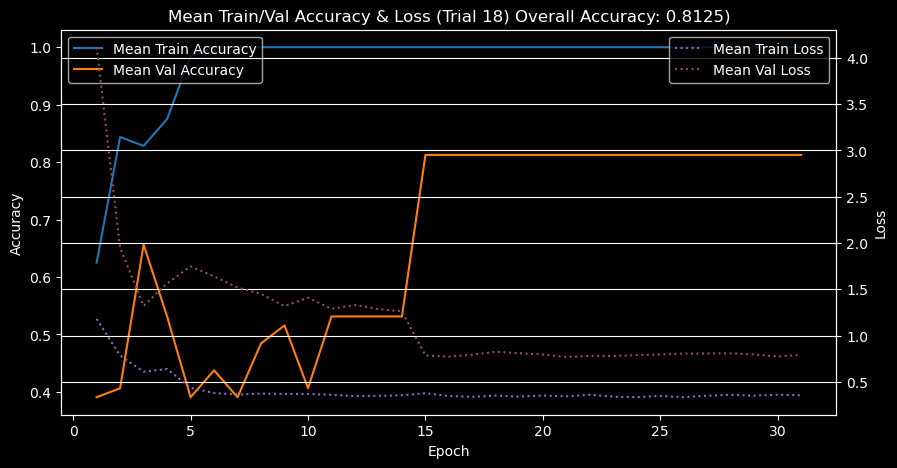 Mean Train/Val Accuracy & Loss (Trial 18) Overall Accuracy: 0.8125)
Mean Train Accuracy
Mean Val Accuracy
Mean Train Loss
Mean Val Loss
Accuracy
1.0
0.9
0.8
0.7
0.6
0.5
0.4
4.0
3.5
3.0
2.5
2.0
1.5
1.0
0.5
Loss
0
5
10
15
20
25
30
Epoch